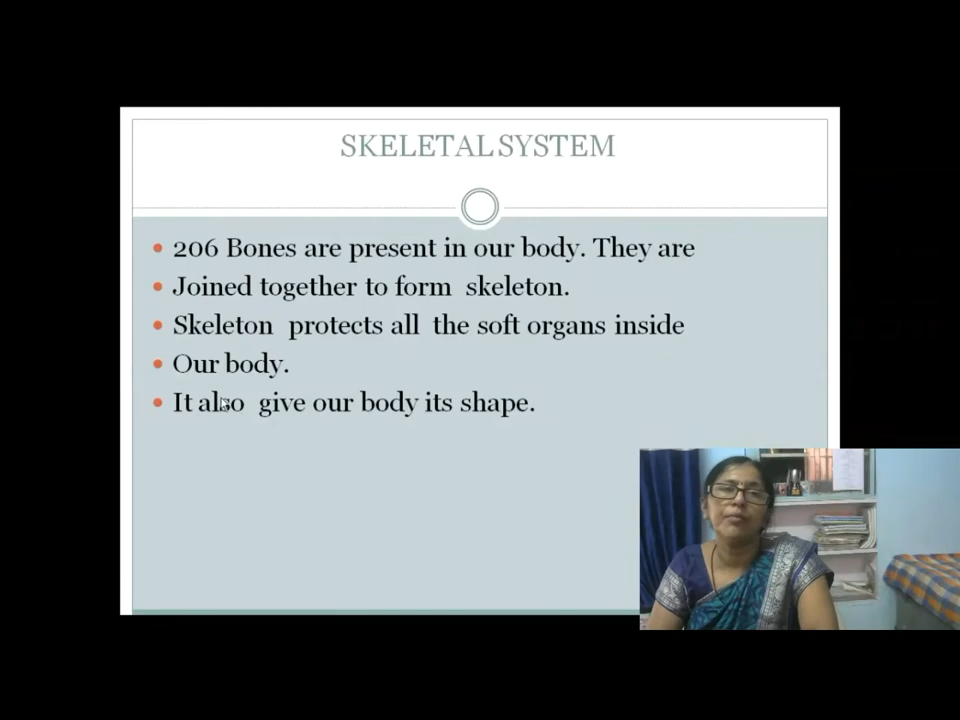 SKELETAL SYSTEM
206 Bones are present in our body. They are
Joined together to form skeleton.
Skeleton protects all the soft organs inside
Our body.
It also give our body its shape.